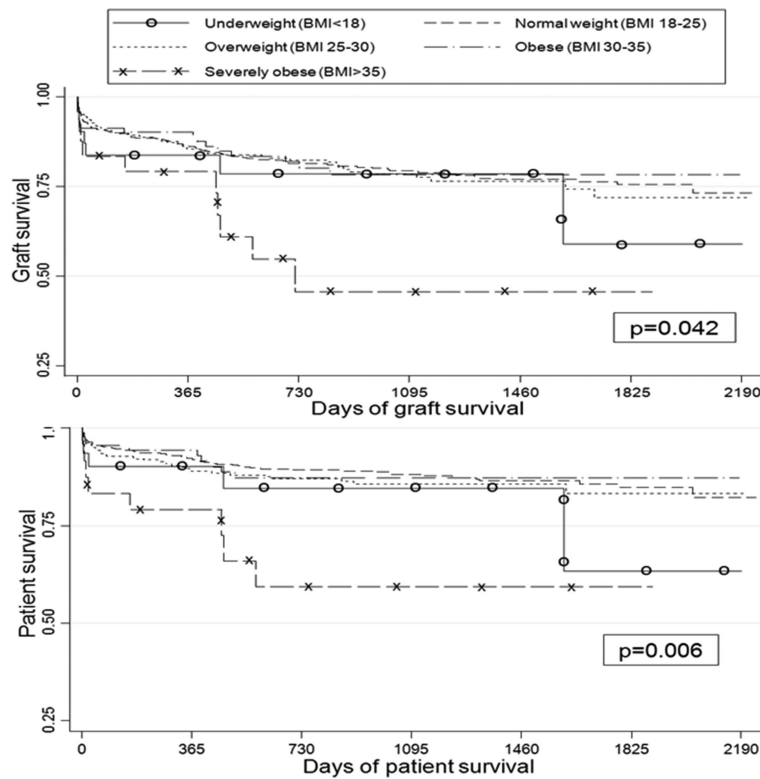 Underweight (BMI<18) Normal weight (BMI 18-25)
Overweight (BMI 25-30) Obese (BMI 30-35)
Severely obese (BMI>35)
Graft survival
1.00
0.75
0.50
0.25
p=0.042
0 365 730 1095 1460 1825 2190
Days of graft survival
Patient survival
1.0
0.75
0.50
0.25
p=0.006
0 365 730 1095 1460 1825 2190
Days of patient survival